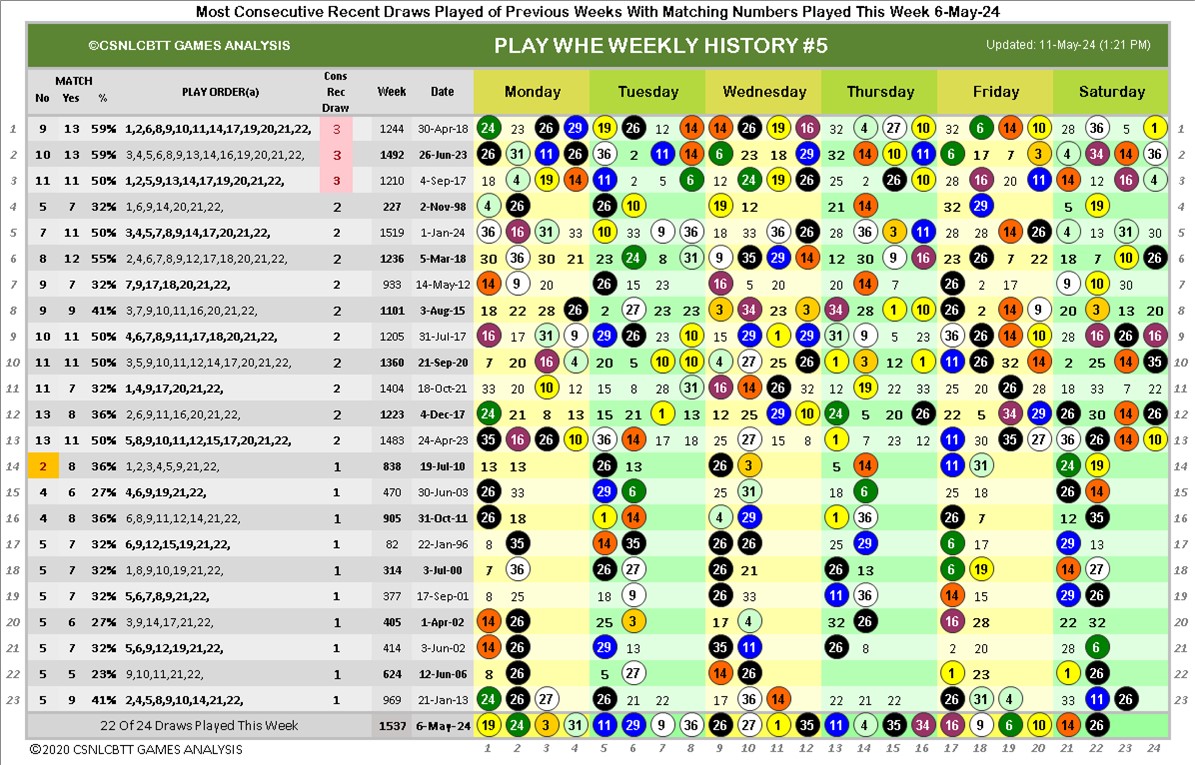 Most Consecutive Recent Draws Played of Previous Weeks With Matching Numbers Played This Week 6-May-24
©CSNLCBTT GAMES ANALYSIS PLAY WHE WEEKLY HISTORY #5 Updated: 11-May-24 (1:21 PM)
MATCH
No Yes % PLAY ORDER(a) Cons Rec Draw Week Date Monday Tuesday Wednesday Thursday Friday Saturday
1 9 13 59% 1,2,6,8,9,10,11,14,17,19,20,21,22, 3 1244 30-Apr-18 24 23 26 29 19 26 12 14 14 26 19 16 32 4 27 10 32 6 14 10 28 36 5 1 1
2 10 13 59% 3,4,5,6,8,9,13,14,16,19,20,21,22, 3 1492 26-Jun-23 26 31 11 26 36 2 11 14 6 23 18 29 32 14 10 11 6 17 7 3 4 34 14 36 2
3 11 11 50% 1,2,5,9,13,14,17,19,20,21,22, 3 1210 4-Sep-17 18 4 19 14 11 2 5 6 12 24 19 26 25 2 26 10 28 16 20 11 14 12 16 4 3
4 5 7 32% 1,6,9,14,20,21,22, 2 227 2-Nov-98 4 26 26 10 19 12 21 14 32 29 5 19 4
5 7 11 50% 3,4,5,7,8,9,14,17,20,21,22, 2 1519 1-Jan-24 36 16 31 33 10 33 9 36 18 33 36 26 28 36 3 11 28 28 14 26 4 13 31 30 5
6 8 12 55% 2,4,6,7,8,9,12,17,18,20,21,22, 2 1236 5-Mar-18 30 36 30 21 23 24 8 31 9 35 29 14 12 30 9 16 23 26 7 22 18 7 10 26 6
7 9 7 32% 7,9,17,18,20,21,22, 2 933 14-May-12 14 9 20 26 15 23 16 5 20 20 14 7 26 2 17 9 10 30 7
8 9 9 41% 3,7,9,10,11,16,20,21,22, 2 1101 3-Aug-15 18 22 28 26 2 27 23 23 3 34 23 3 34 28 1 10 26 2 14 9 20 3 13 20 8
9 11 11 50% 4,6,7,8,9,11,17,18,20,21,22, 2 1205 31-Jul-17 16 17 31 9 29 26 23 10 15 29 1 29 31 9 5 23 36 26 14 10 22 16 26 16 9
10 11 11 50% 3,5,9,10,11,12,14,17,20,21,22, 2 1360 21-Sep-20 7 20 16 4 20 5 10 10 4 27 25 26 1 3 12 1 11 26 32 14 2 25 14 35 10
11 11 7 32% 1,4,9,17,20,21,22, 2 1404 18-Oct-21 33 20 10 12 15 8 28 31 16 14 26 32 12 19 22 33 25 20 26 28 18 33 7 22 11
12 13 8 36% 2,6,9,11,16,20,21,22, 2 1223 4-Dec-17 24 21 8 13 15 21 1 13 12 25 29 10 24 5 20 26 22 5 34 29 26 30 14 26 12
13 13 11 50% 5,8,9,10,11,12,15,17,20,21,22, 2 1483 24-Apr-23 35 16 26 10 36 14 17 18 25 27 15 8 1 7 23 12 11 30 35 27 36 26 14 10 13
14 2 8 36% 1,2,3,4,5,9,21,22, 1 838 19-Jul-10 13 13 26 13 26 3 5 14 11 31 24 19 14
15 4 6 27% 4,6,9,19,21,22, 1 470 30-Jun-03 26 33 29 6 25 31 18 6 25 18 26 14 15
16 4 8 36% 6,8,9,11,12,14,21,22, 1 905 31-Oct-11 26 18 1 14 4 29 1 36 26 7 12 35 16
17 5 7 32% 6,9,12,15,19,21,22, 1 82 22-Jan-96 8 35 14 35 26 26 25 29 6 17 29 13 17
18 5 7 32% 1,8,9,10,19,21,22, 1 314 3-Jul-00 7 36 26 27 26 21 26 13 6 19 14 27 18
19 5 7 32% 5,6,7,8,9,21,22, 1 377 17-Sep-01 8 25 18 9 26 33 11 36 14 15 29 26 19
20 5 6 27% 3,9,14,17,21,22, 1 405 1-Apr-02 14 26 25 3 17 4 32 26 16 28 22 32 20
21 5 7 32% 5,6,9,12,19,21,22, 1 414 3-Jun-02 14 26 29 13 35 11 26 8 2 20 28 6 21
22 5 5 23% 9,10,11,21,22, 1 624 12-Jun-06 8 26 5 27 14 26 1 23 1 26 22
23 5 9 41% 2,4,5,8,9,10,14,21,22, 1 969 21-Jan-13 24 26 27 26 21 22 17 36 14 22 21 22 26 31 4 33 11 26 23
22 Of 24 Draws Played This Week 1537 6-May-24 19 24 3 31 11 29 9 36 26 27 1 35 11 4 35 34 16 9 6 10 14 26
©2020 CSNLCBTT GAMES ANALYSIS 1 2 3 4 5 6 7 8 9 10 11 12 13 14 15 16 17 18 19 20 21 22 23 24